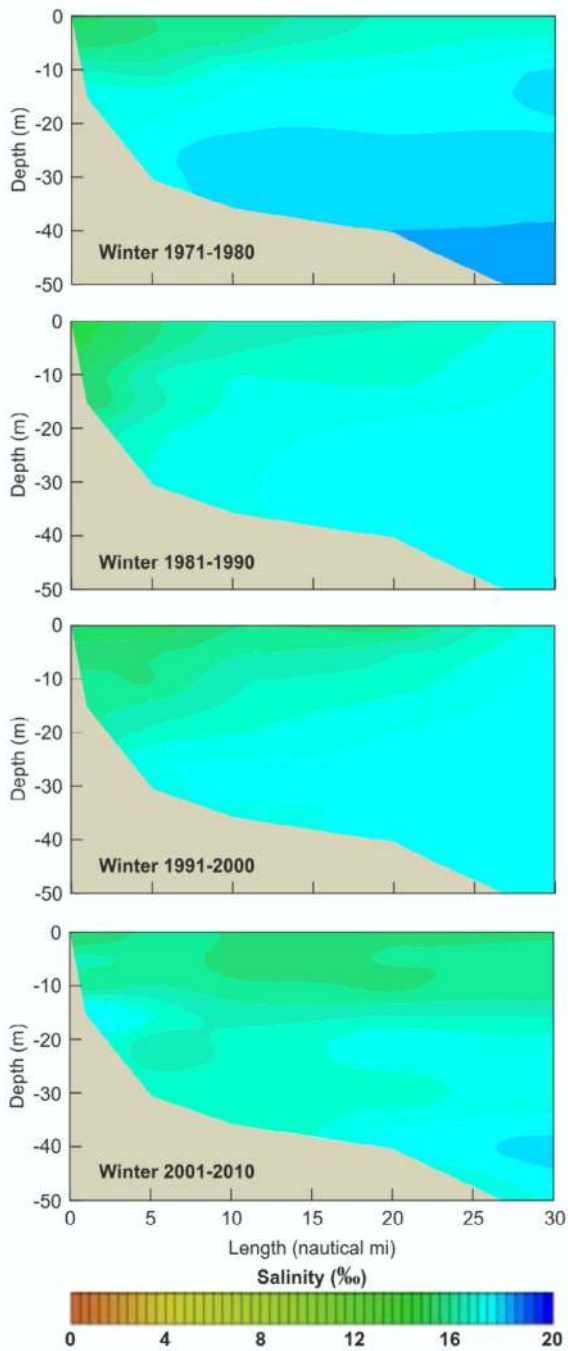 0
-10
-20
-30
-40
-50
Depth (m)
Winter 1971-1980
0
-10
-20
-30
-40
-50
Depth (m)
Winter 1981-1990
0
-10
-20
-30
-40
-50
Depth (m)
Winter 1991-2000
0
-10
-20
-30
-40
-50
Depth (m)
Winter 2001-2010
0 5 10 15 20 25 30
Length (nautical mi)
Salinity (‰)
0 4 8 12 16 20